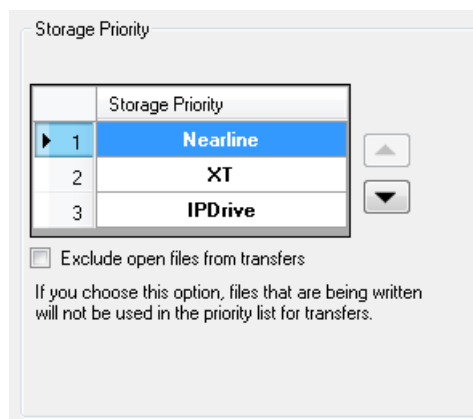 Storage Priority
Storage Priority
1 Nearline
2 XT
3 IPDrive
Exclude open files from transfers
If you choose this option, files that are being written
will not be used in the priority list for transfers.